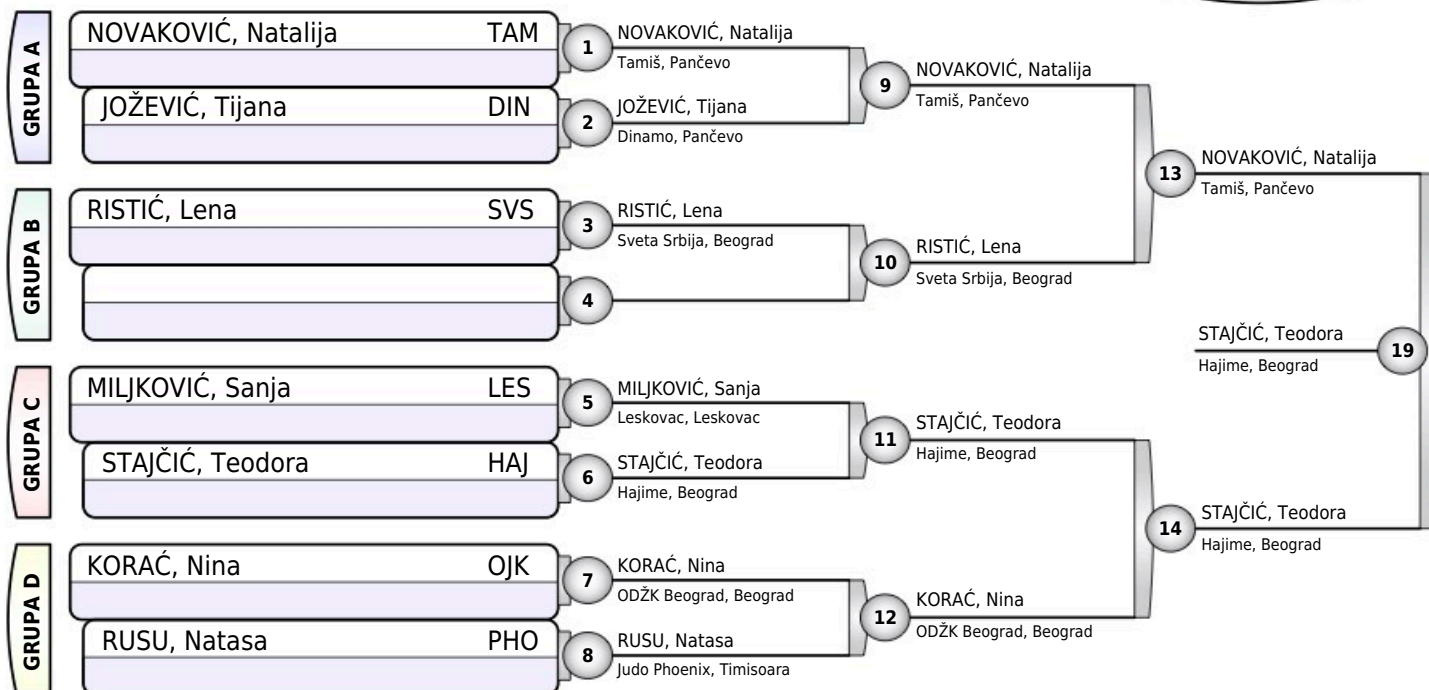 GRUPA A
NOVAKOVIĆ, Natalija TAM
JOŽEVIĆ, Tijana DIN
1
NOVAKOVIĆ, Natalija
Tamiš, Pančevo
2
JOŽEVIĆ, Tijana
Dinamo, Pančevo
9
NOVAKOVIĆ, Natalija
Tamiš, Pančevo
GRUPA B
RISTIĆ, Lena SVS
3
RISTIĆ, Lena
Sveta Srbija, Beograd
4
10
RISTIĆ, Lena
Sveta Srbija, Beograd
13
NOVAKOVIĆ, Natalija
Tamiš, Pančevo
STAJČIĆ, Teodora
Hajime, Beograd
19
GRUPA C
MILJKOVIĆ, Sanja LES
STAJČIĆ, Teodora HAJ
5
MILJKOVIĆ, Sanja
Leskovac, Leskovac
6
STAJČIĆ, Teodora
Hajime, Beograd
11
STAJČIĆ, Teodora
Hajime, Beograd
GRUPA D
KORAĆ, Nina OJK
RUSU, Natasa PHO
7
KORAĆ, Nina
ODŽK Beograd, Beograd
8
RUSU, Natasa
Judo Phoenix, Timisoara
12
KORAĆ, Nina
ODŽK Beograd, Beograd
14
STAJČIĆ, Teodora
Hajime, Beograd